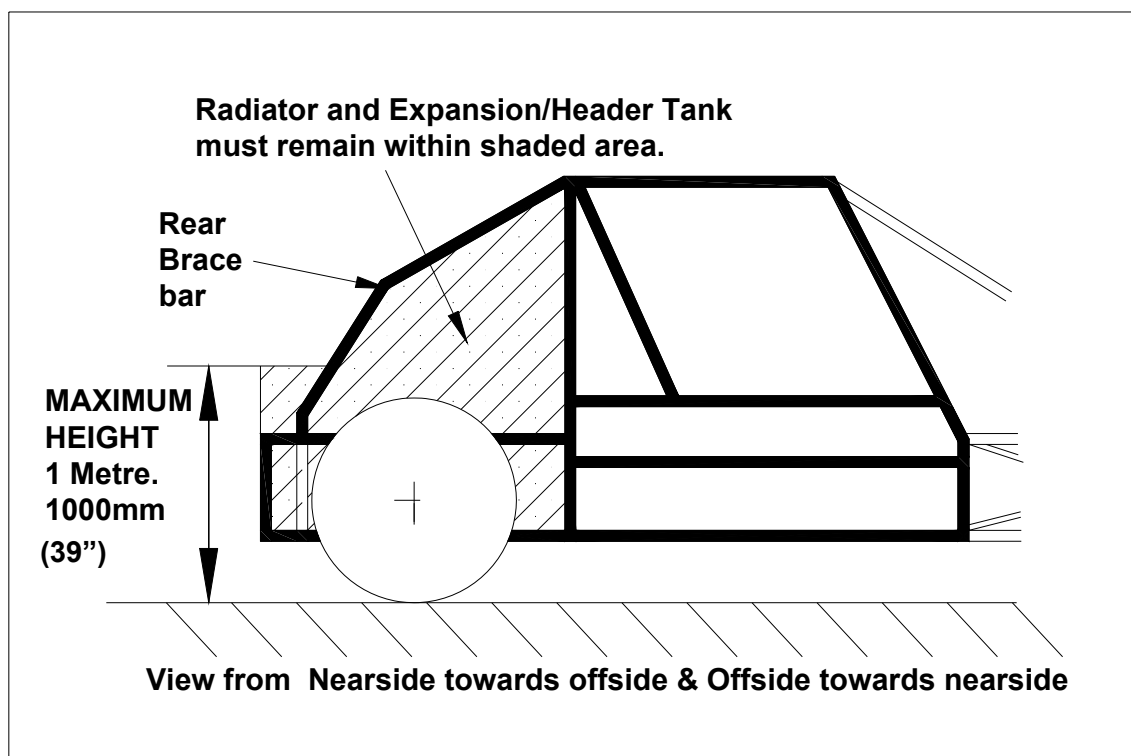 Radiator and Expansion/Header Tank
must remain within shaded area.
Rear
Brace
bar
MAXIMUM
HEIGHT
1 Metre.
1000mm
(39”)
View from  Nearside towards offside & Offside towards nearside